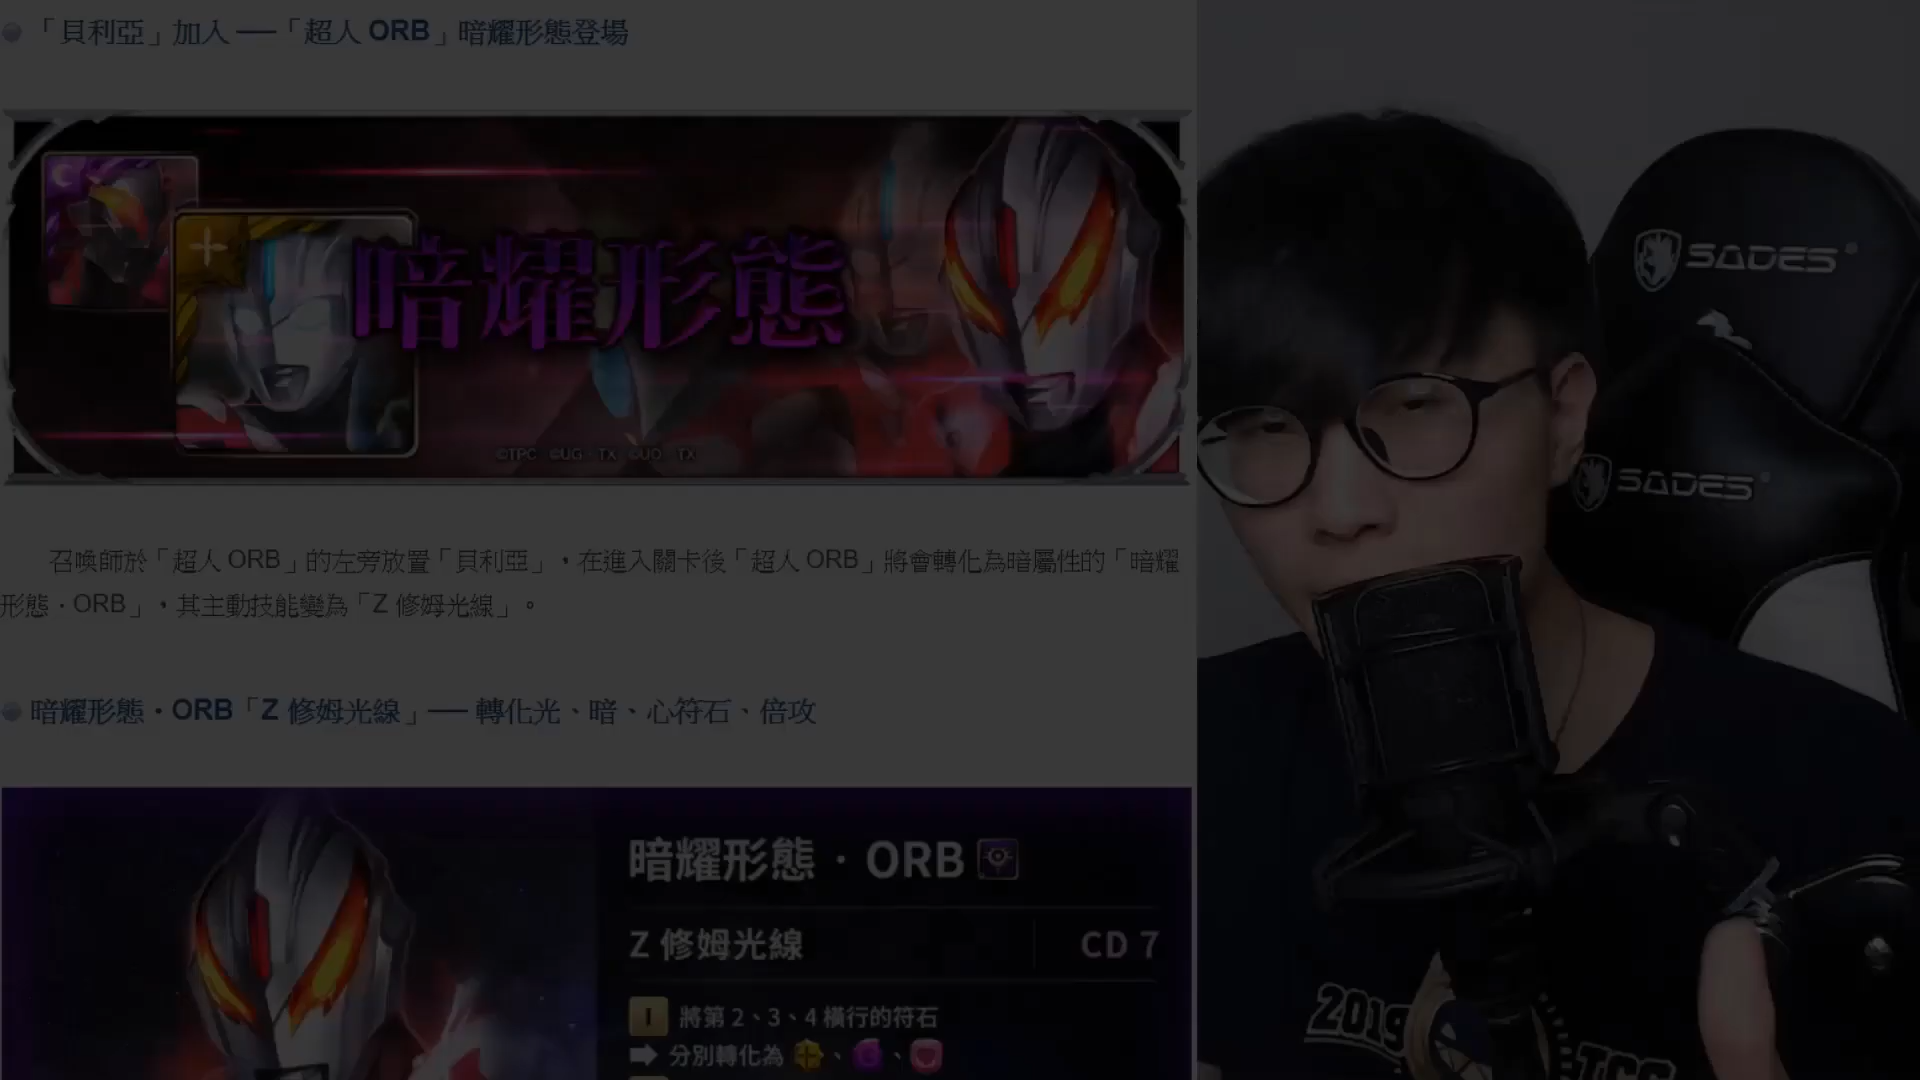 「貝利亞」加入 ──「超人 ORB」暗耀形態登場
暗耀形態
©TPC ©UG・TX ©UO・TX
召喚師於「超人 ORB」的左旁放置「貝利亞」，在進入關卡後「超人 ORB」將會轉化為暗屬性的「暗耀
形態．ORB」，其主動技能變為「Z 修姆光線」。
暗耀形態・ORB「Z 修姆光線」── 轉化光、暗、心符石、倍攻
暗耀形態．ORB
Z 修姆光線 CD 7
I 將第 2、3、4 橫行的符石
➡ 分別轉化為 、 、
SADES
SADES
2019